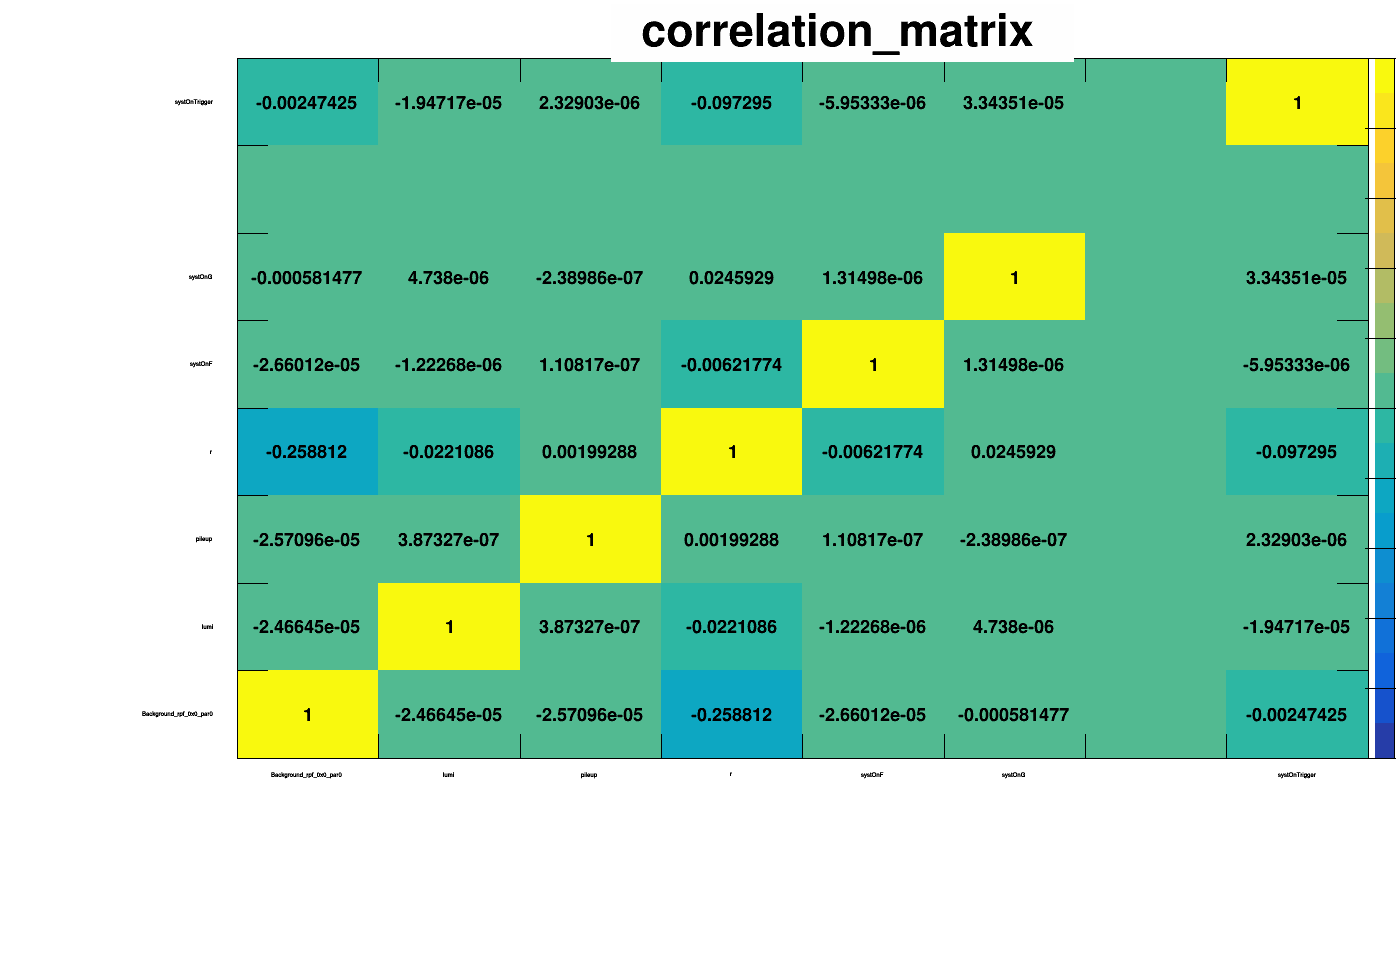 correlation_matrix
systOnTrigger -0.00247425 -1.94717e-05 2.32903e-06 -0.097295 -5.95333e-06 3.34351e-05 1
systOnG -0.000581477 4.738e-06 -2.38986e-07 0.0245929 1.31498e-06 1 3.34351e-05
systOnF -2.66012e-05 -1.22268e-06 1.10817e-07 -0.00621774 1 1.31498e-06 -5.95333e-06
r -0.258812 -0.0221086 0.00199288 1 -0.00621774 0.0245929 -0.097295
pileup -2.57096e-05 3.87327e-07 1 0.00199288 1.10817e-07 -2.38986e-07 2.32903e-06
lumi -2.46645e-05 1 3.87327e-07 -0.0221086 -1.22268e-06 4.738e-06 -1.94717e-05
Background_rpf_0x0_par0 1 -2.46645e-05 -2.57096e-05 -0.258812 -2.66012e-05 -0.000581477 -0.00247425
Background_rpf_0x0_par0 lumi pileup r systOnF systOnG systOnTrigger